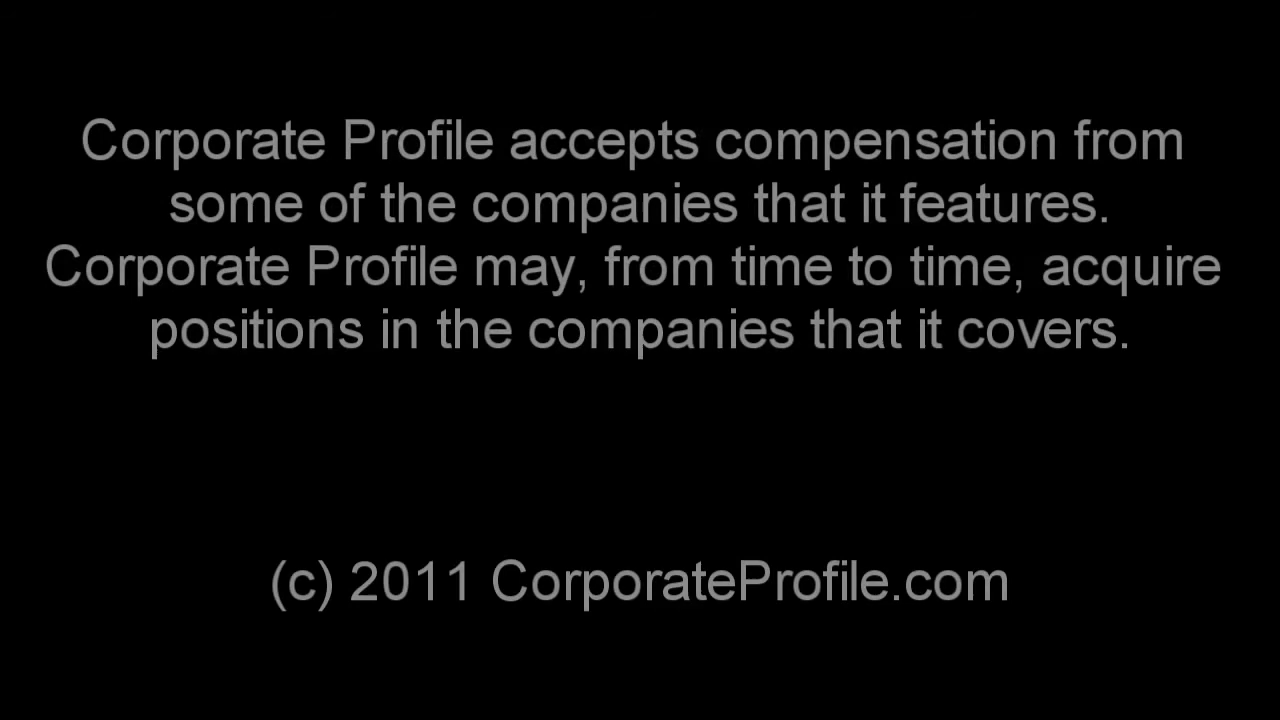 Corporate Profile accepts compensation from
some of the companies that it features.
Corporate Profile may, from time to time, acquire
positions in the companies that it covers.
(c) 2011 CorporateProfile.com